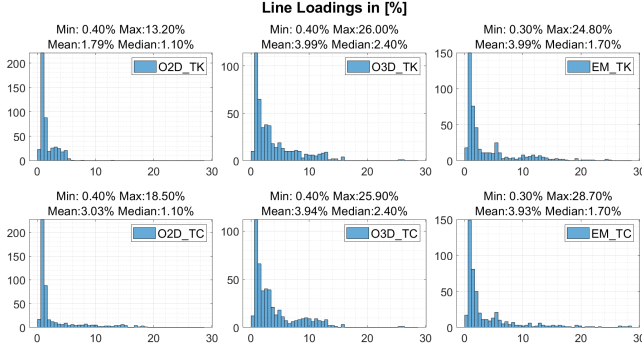 Line Loadings in [%]
Min: 0.40% Max:13.20%
Mean:1.79% Median:1.10%
O2D_TK
200
150
100
50
0
0 10 20 30
Min: 0.40% Max:26.00%
Mean:3.99% Median:2.40%
O3D_TK
100
50
0
0 10 20 30
Min: 0.30% Max:24.80%
Mean:3.99% Median:1.70%
EM_TK
150
100
50
0
0 10 20 30
Min: 0.40% Max:18.50%
Mean:3.03% Median:1.10%
O2D_TC
200
150
100
50
0
0 10 20 30
Min: 0.40% Max:25.90%
Mean:3.94% Median:2.40%
O3D_TC
100
50
0
0 10 20 30
Min: 0.30% Max:28.70%
Mean:3.93% Median:1.70%
EM_TC
150
100
50
0
0 10 20 30